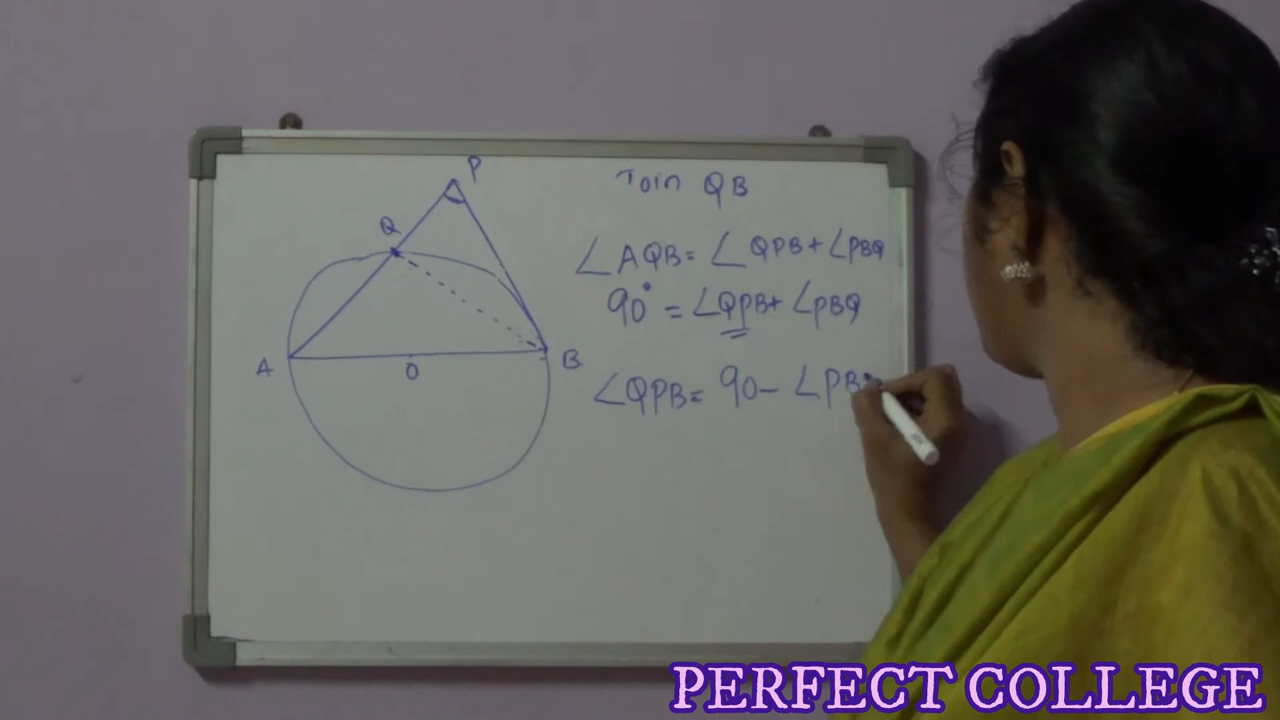 P
Q
A
O
B
Join QB
∠AQB = ∠QPB + ∠PBQ
90° = ∠QPB + ∠PBQ
∠QPB = 90 - ∠PB
PERFECT COLLEGE